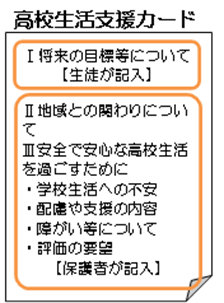 高校生活支援カード
Ⅰ将来の目標等について
【生徒が記入】
Ⅱ地域との関わりについ
て
Ⅲ安全で安心な高校生活
を過ごすために
・学校生活への不安
・配慮や支援の内容
・障がい等について
・評価の要望
【保護者が記入】